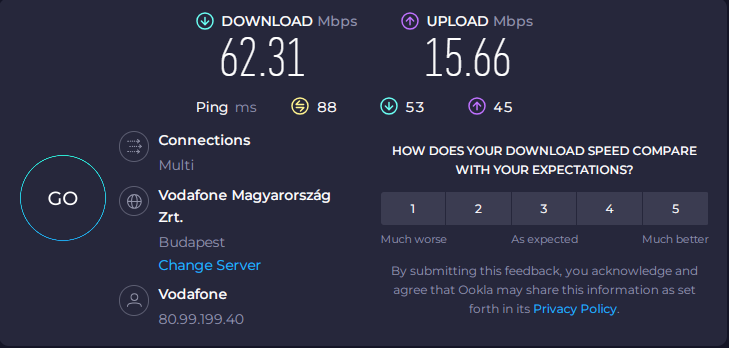 DOWNLOAD Mbps
62.31
UPLOAD Mbps
15.66
Ping ms 88 53 45
GO
Connections
Multi
Vodafone Magyarország
Zrt.
Budapest
Change Server
Vodafone
80.99.199.40
HOW DOES YOUR DOWNLOAD SPEED COMPARE
WITH YOUR EXPECTATIONS?
1 2 3 4 5
Much worse As expected Much better
By submitting this feedback, you acknowledge and
agree that Ookla may share this information as set
forth in its Privacy Policy.